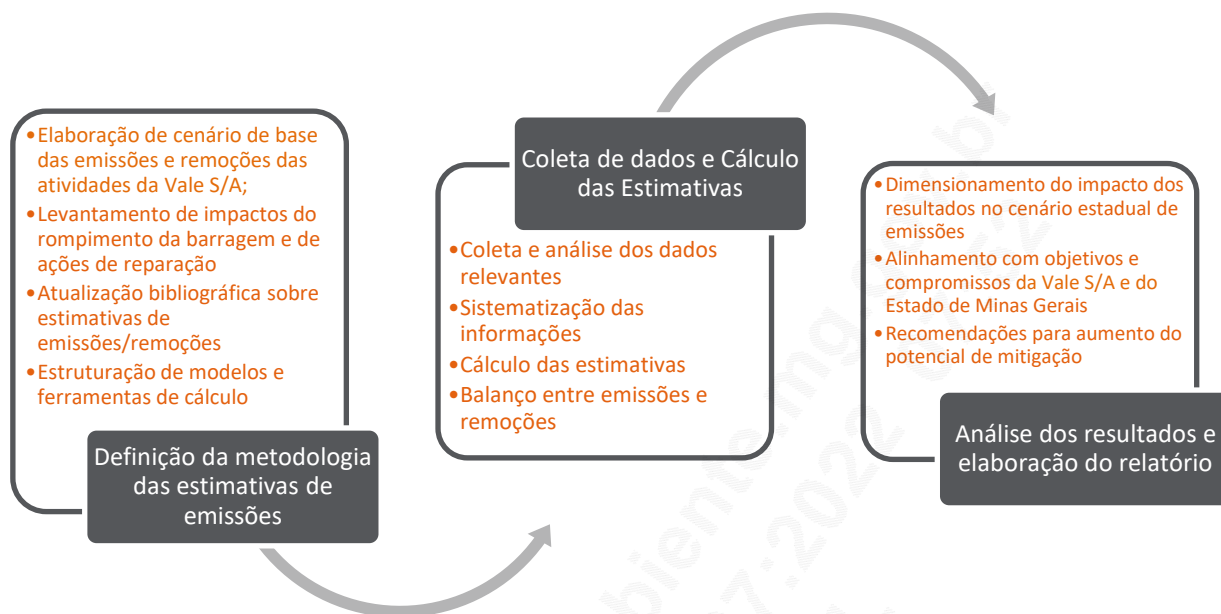 •Elaboração de cenário de base
das emissões e remoções das
atividades da Vale S/A;
•Levantamento de impactos do
rompimento da barragem e de
ações de reparação
•Atualização bibliográfica sobre
estimativas de
emissões/remoções
•Estruturação de modelos e
ferramentas de cálculo
Definição da metodologia
das estimativas de
emissões
Coleta de dados e Cálculo
das Estimativas
•Coleta e análise dos dados
relevantes
•Sistematização das
informações
•Cálculo das estimativas
•Balanço entre emissões e
remoções
•Dimensionamento do impacto dos
resultados no cenário estadual de
emissões
•Alinhamento com objetivos e
compromissos da Vale S/A e do
Estado de Minas Gerais
•Recomendações para aumento do
potencial de mitigação
Análise dos resultados e
elaboração do relatório